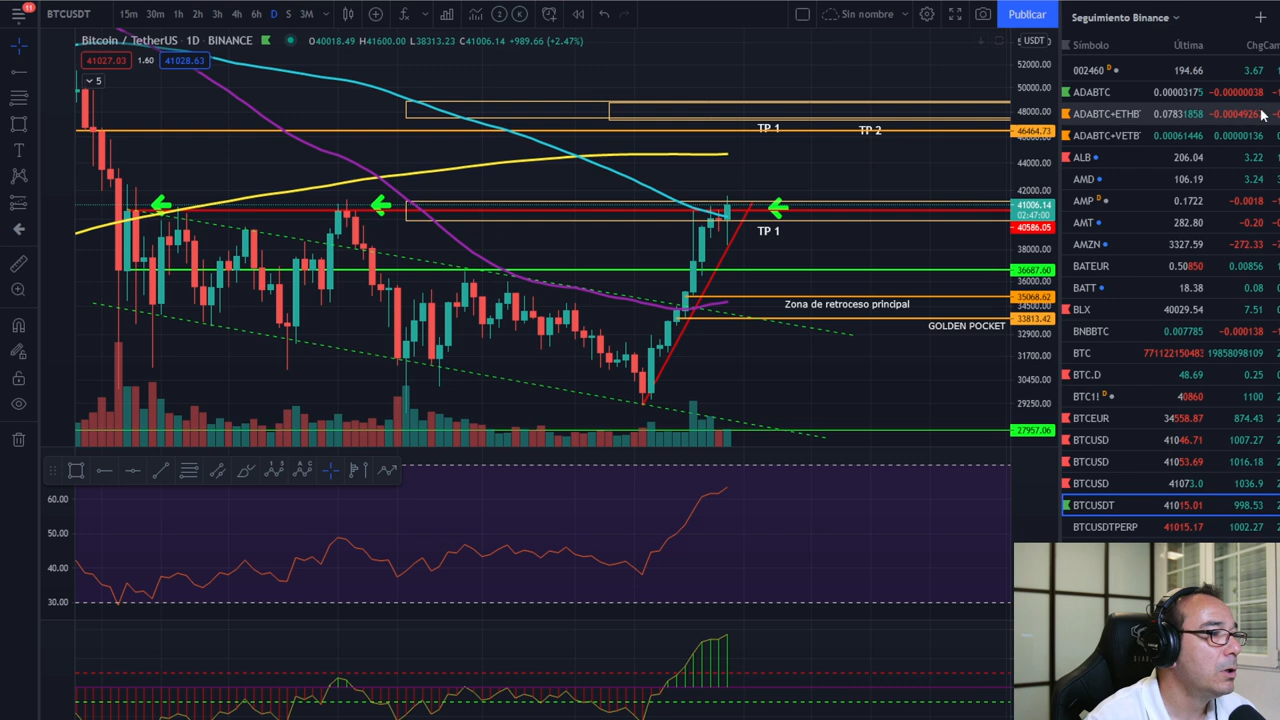 11
BTCUSDT
15m 30m 1h 2h 3h 4h 6h D S 3M
2 K
Sin nombre
Publicar
Seguimiento Binance
Bitcoin / TetherUS · 1D · BINANCE
O40018.49 H41600.00 L38313.23 C41006.14 +989.66 (+2.47%)
USDT
41027.03 1.60 41028.63
5
52000.00
50000.00
48000.00
46464.73
44000.00
42000.00
41006.14
02:47:00
40586.05
38000.00
36687.60
36000.00
35068.62
34500.00
33813.42
32900.00
31700.00
30450.00
29250.00
27957.06
TP 1
TP 2
TP 1
Zona de retroceso principal
GOLDEN POCKET
60.00
50.00
40.00
30.00
Símbolo Última Chg
002460 D 194.66 3.67
ADABTC 0.00003175 −0.00000038
ADABTC+ETHB 0.07831858 −0.0004926
ADABTC+VETB 0.00061446 0.00000136
ALB 206.04 3.22
AMD 106.19 3.24
AMP D 0.1722 −0.0018
AMT 282.80 −0.20
AMZN 3327.59 −272.33
BATEUR 0.50850 0.00856
BATT 18.38 0.08
BLX 40029.54 7.51
BNBBTC 0.007785 −0.000138
BTC 771122150483 19858098109
BTC.D 48.69 0.25
BTC1! D 40860 1100
BTCEUR 34558.87 874.43
BTCUSD 41046.71 1007.27
BTCUSD 41053.69 1016.18
BTCUSD 41073.0 1036.9
BTCUSDT 41015.01 998.53
BTCUSDTPERP 41015.17 1002.27